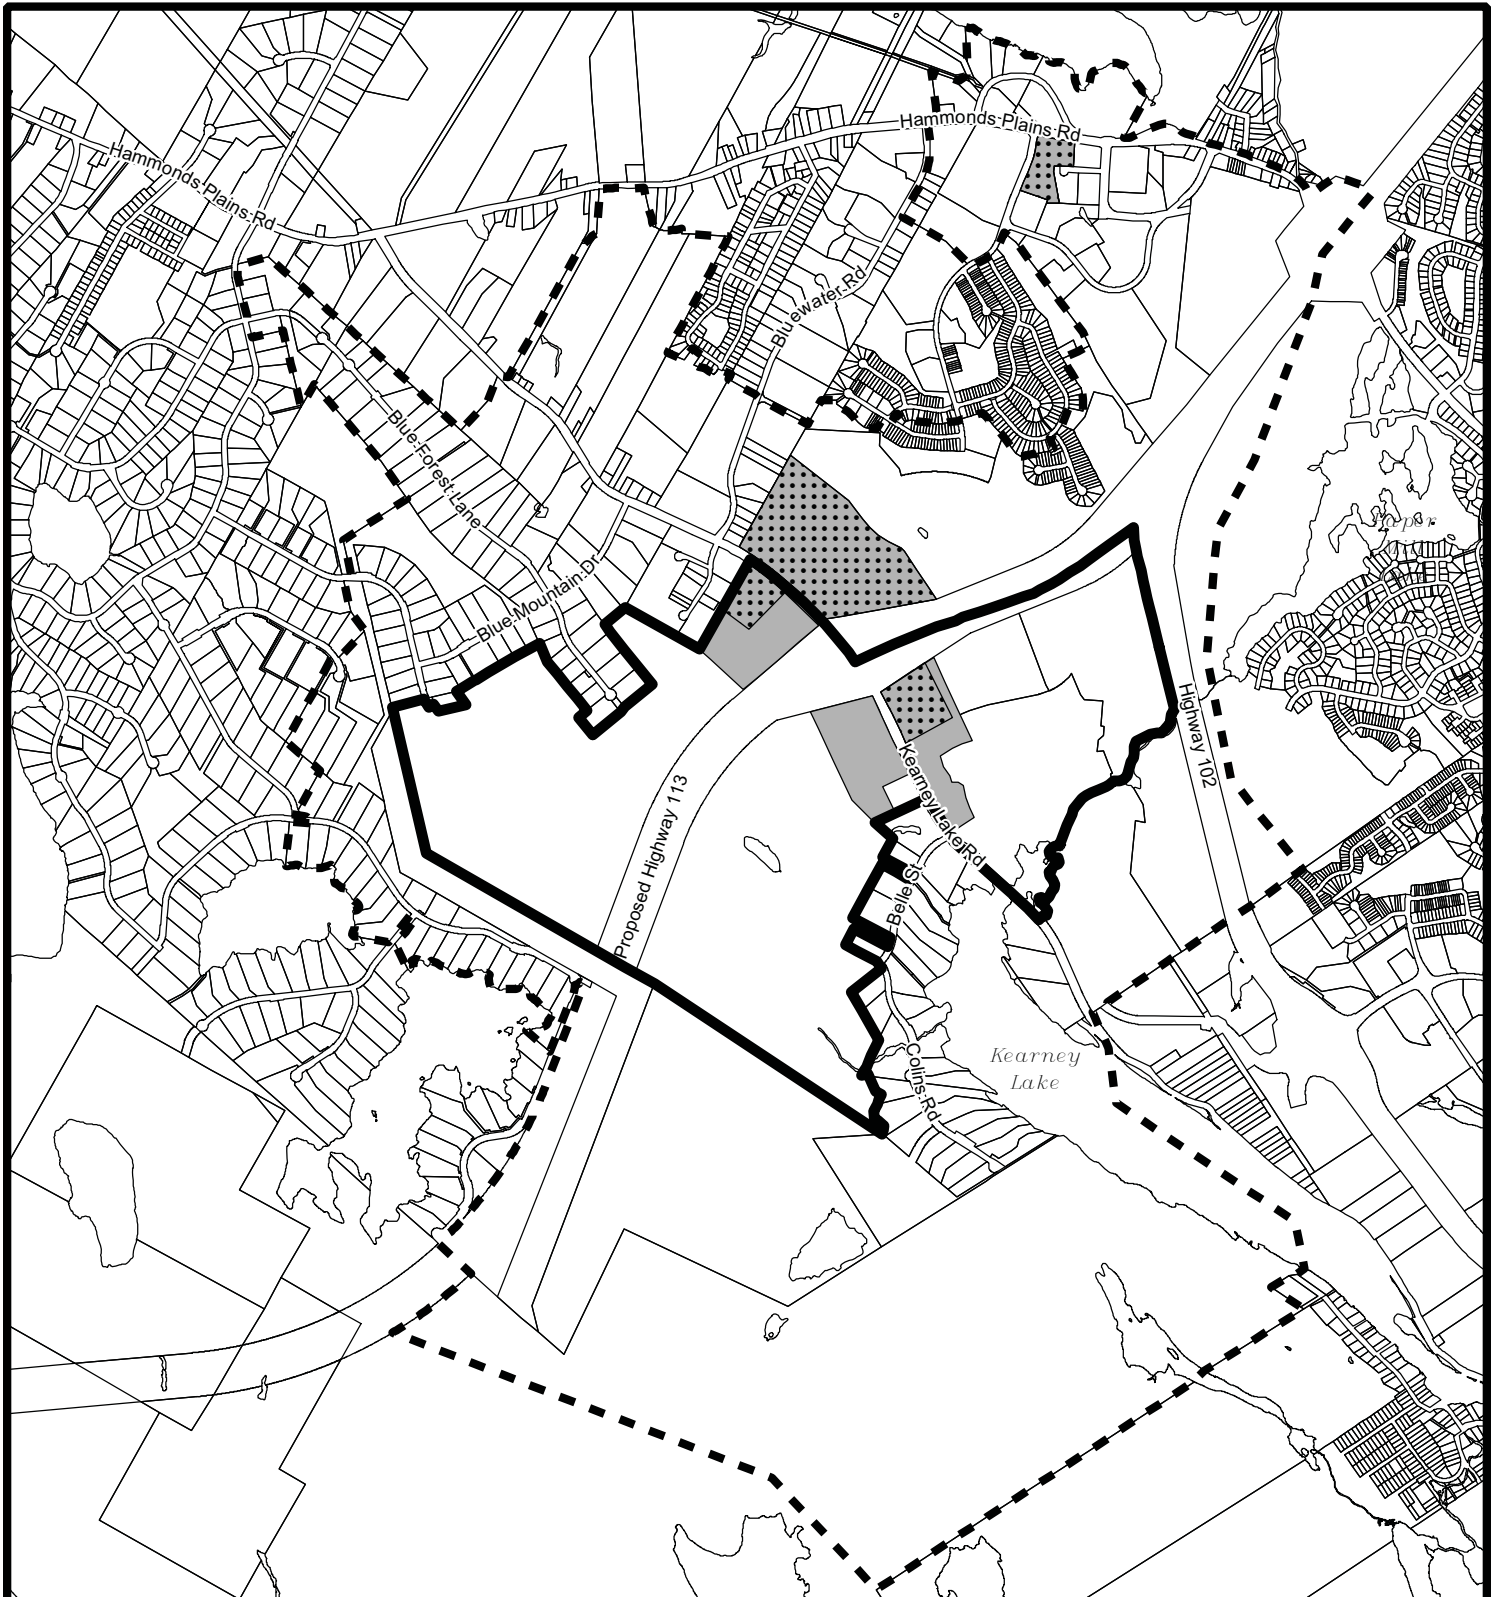 Hammonds Plains Rd
Hammonds Plains Rd
Bluewater Rd
Blue Forest Lane
Blue Mountain Dr
Highway 102
Kearney Lake Rd
Proposed Highway 113
Belle St
Colins Rd
Kearney
Lake